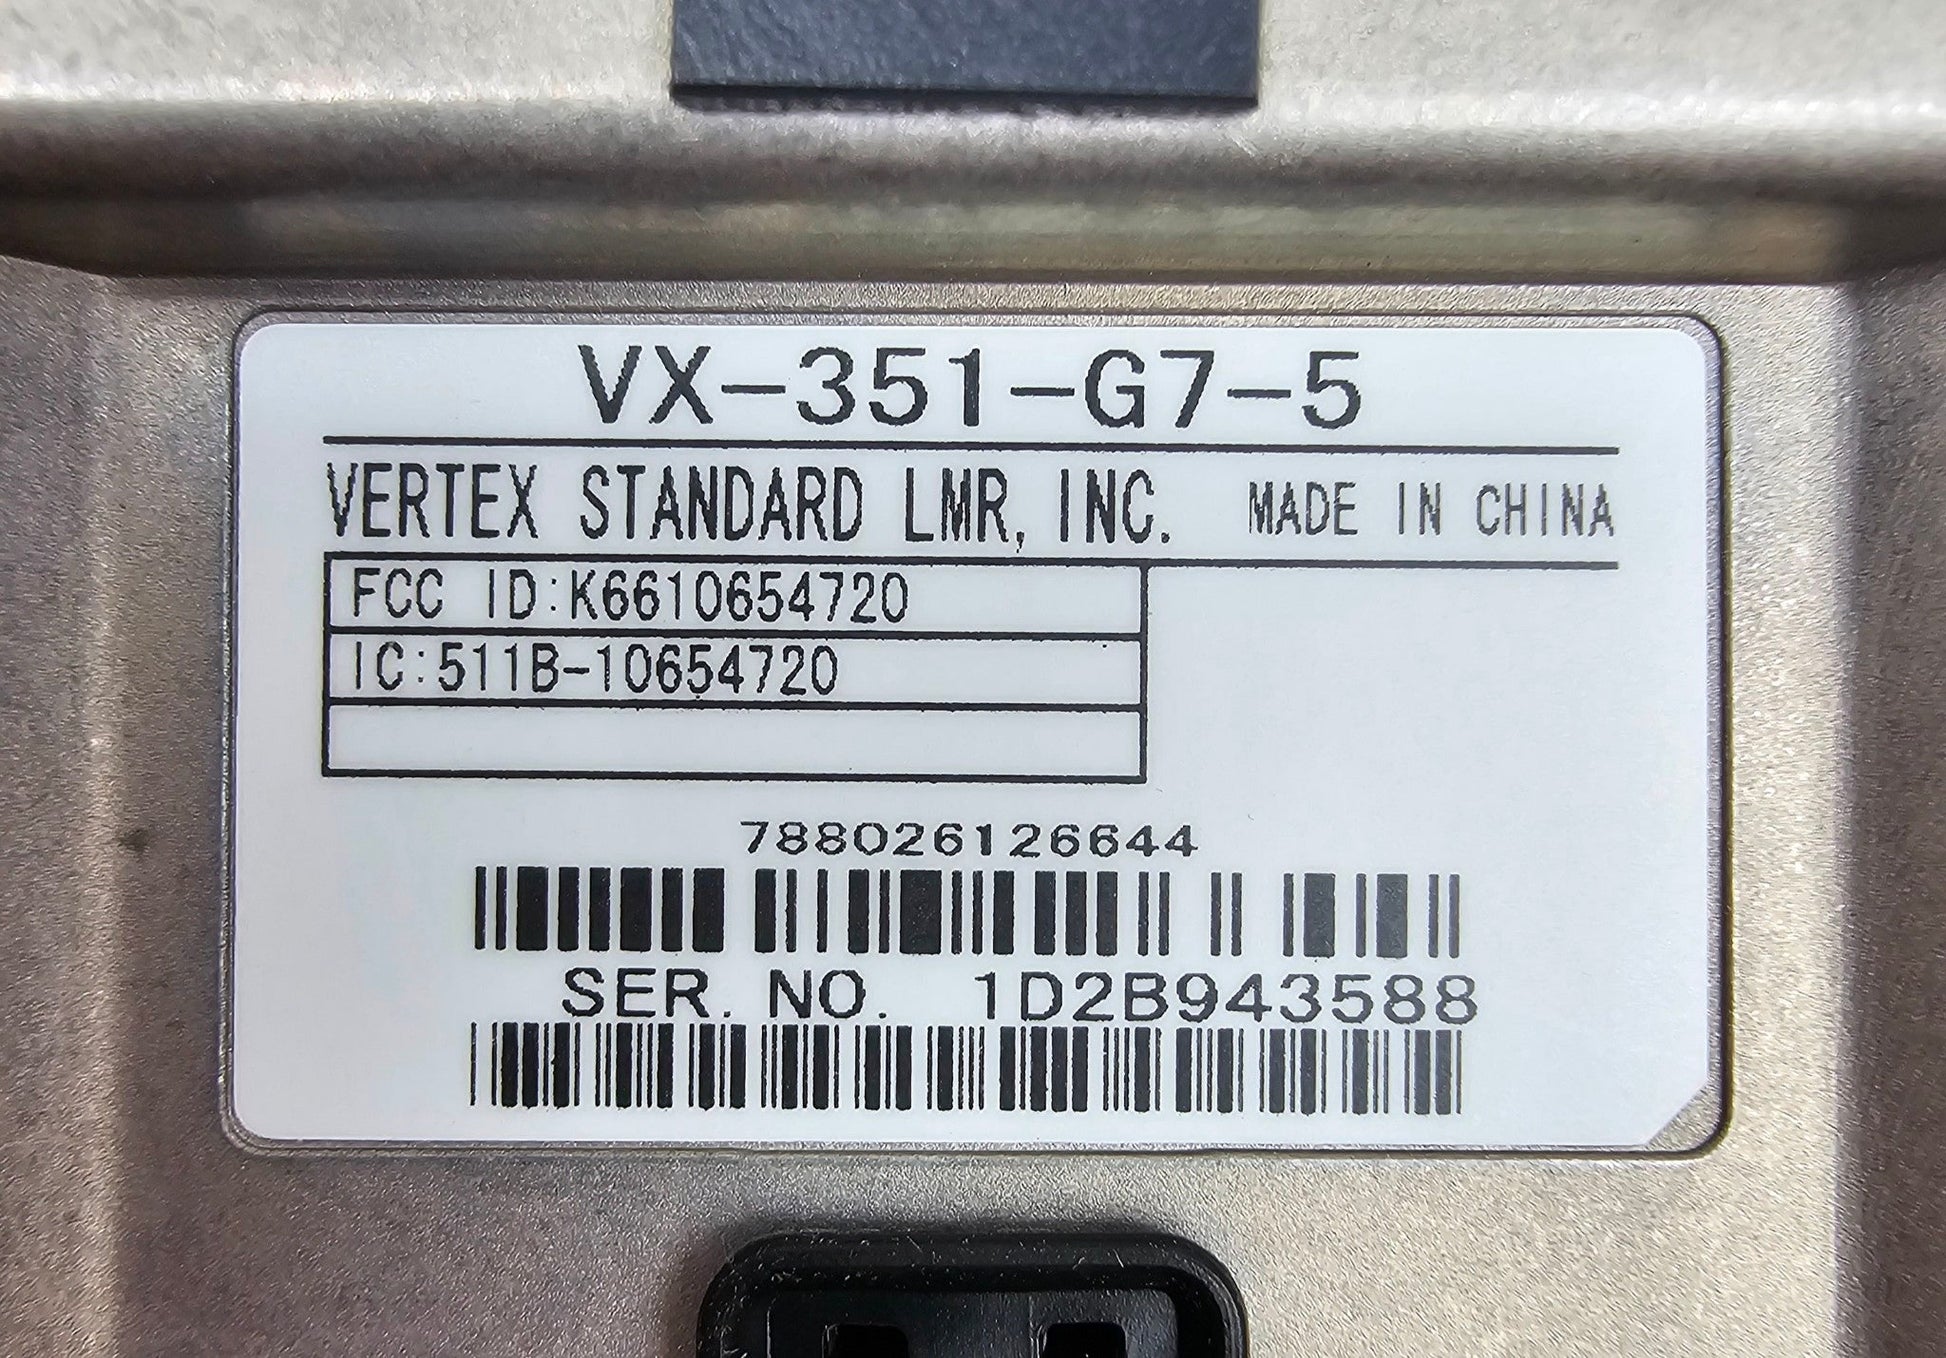 VX-351-G7-5
VERTEX STANDARD LMR, INC. MADE IN CHINA
FCC ID:K6610654720
IC:511B-10654720
788026126644
SER. NO. 1D2B943588